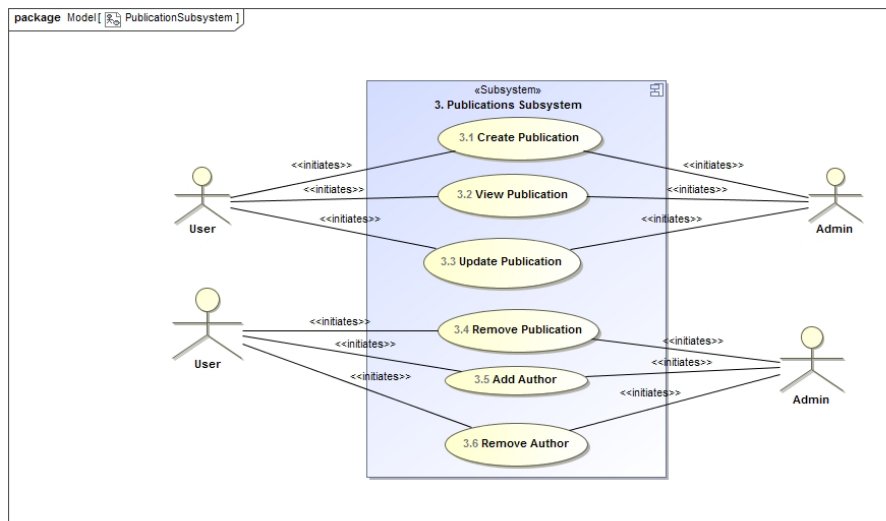 package Model[ PublicationSubsystem ]
«Subsystem»
3. Publications Subsystem
3.1 Create Publication
<<initiates>>
<<initiates>>
<<initiates>>
3.2 View Publication
<<initiates>>
User
<<initiates>>
<<initiates>>
Admin
3.3 Update Publication
<<initiates>>
3.4 Remove Publication
<<initiates>>
<<initiates>>
<<initiates>>
User
<<initiates>>
3.5 Add Author
<<initiates>>
Admin
3.6 Remove Author